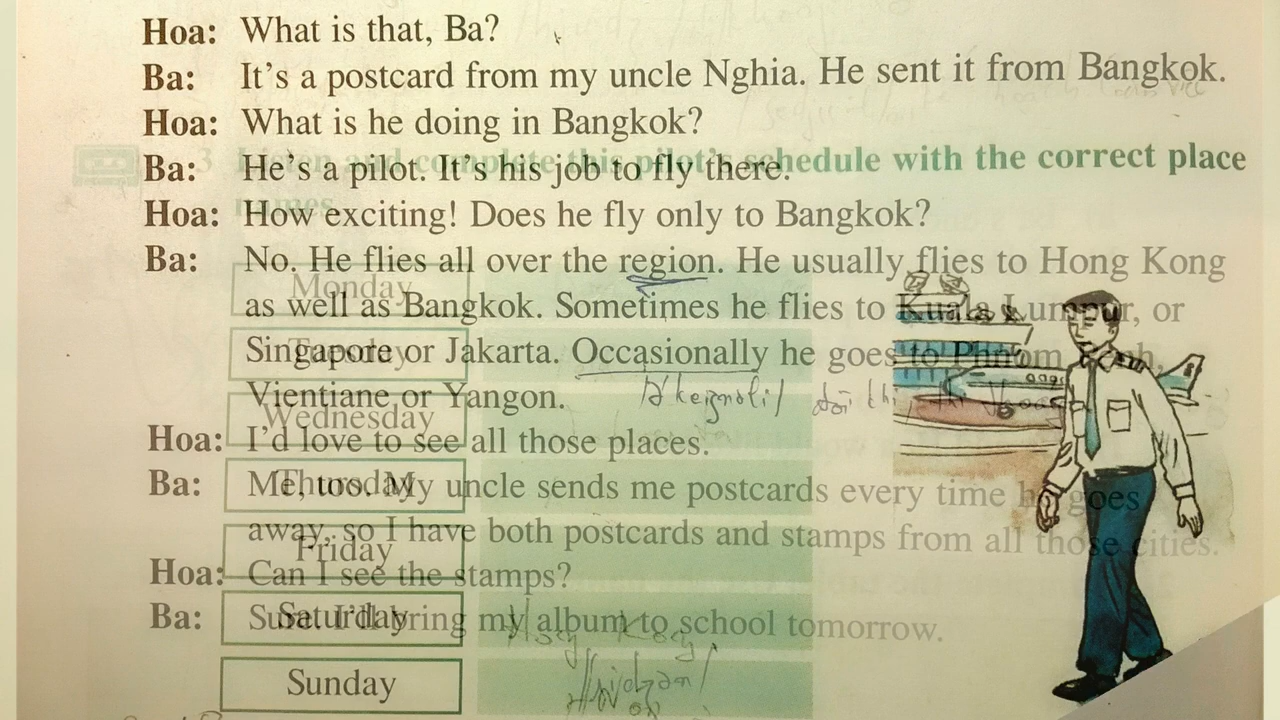 Hoa: What is that, Ba?
Ba: It's a postcard from my uncle Nghia. He sent it from Bangkok.
Hoa: What is he doing in Bangkok?
3 Listen and complete this pilot's schedule with the correct place
Ba: He's a pilot. It's his job to fly there.
names.
Hoa: How exciting! Does he fly only to Bangkok?
Ba: No. He flies all over the region. He usually flies to Hong Kong
Monday
as well as Bangkok. Sometimes he flies to Kuala Lumpur, or
Tuesday
Singapore or Jakarta. Occasionally he goes to Phnom Penh,
Vientiane or Yangon.
Wednesday
Hoa: I'd love to see all those places.
Thursday
Ba: Me, too. My uncle sends me postcards every time he goes
away, so I have both postcards and stamps from all those cities.
Friday
Hoa: Can I see the stamps?
Saturday
Ba: Sure. I'll bring my album to school tomorrow.
Sunday